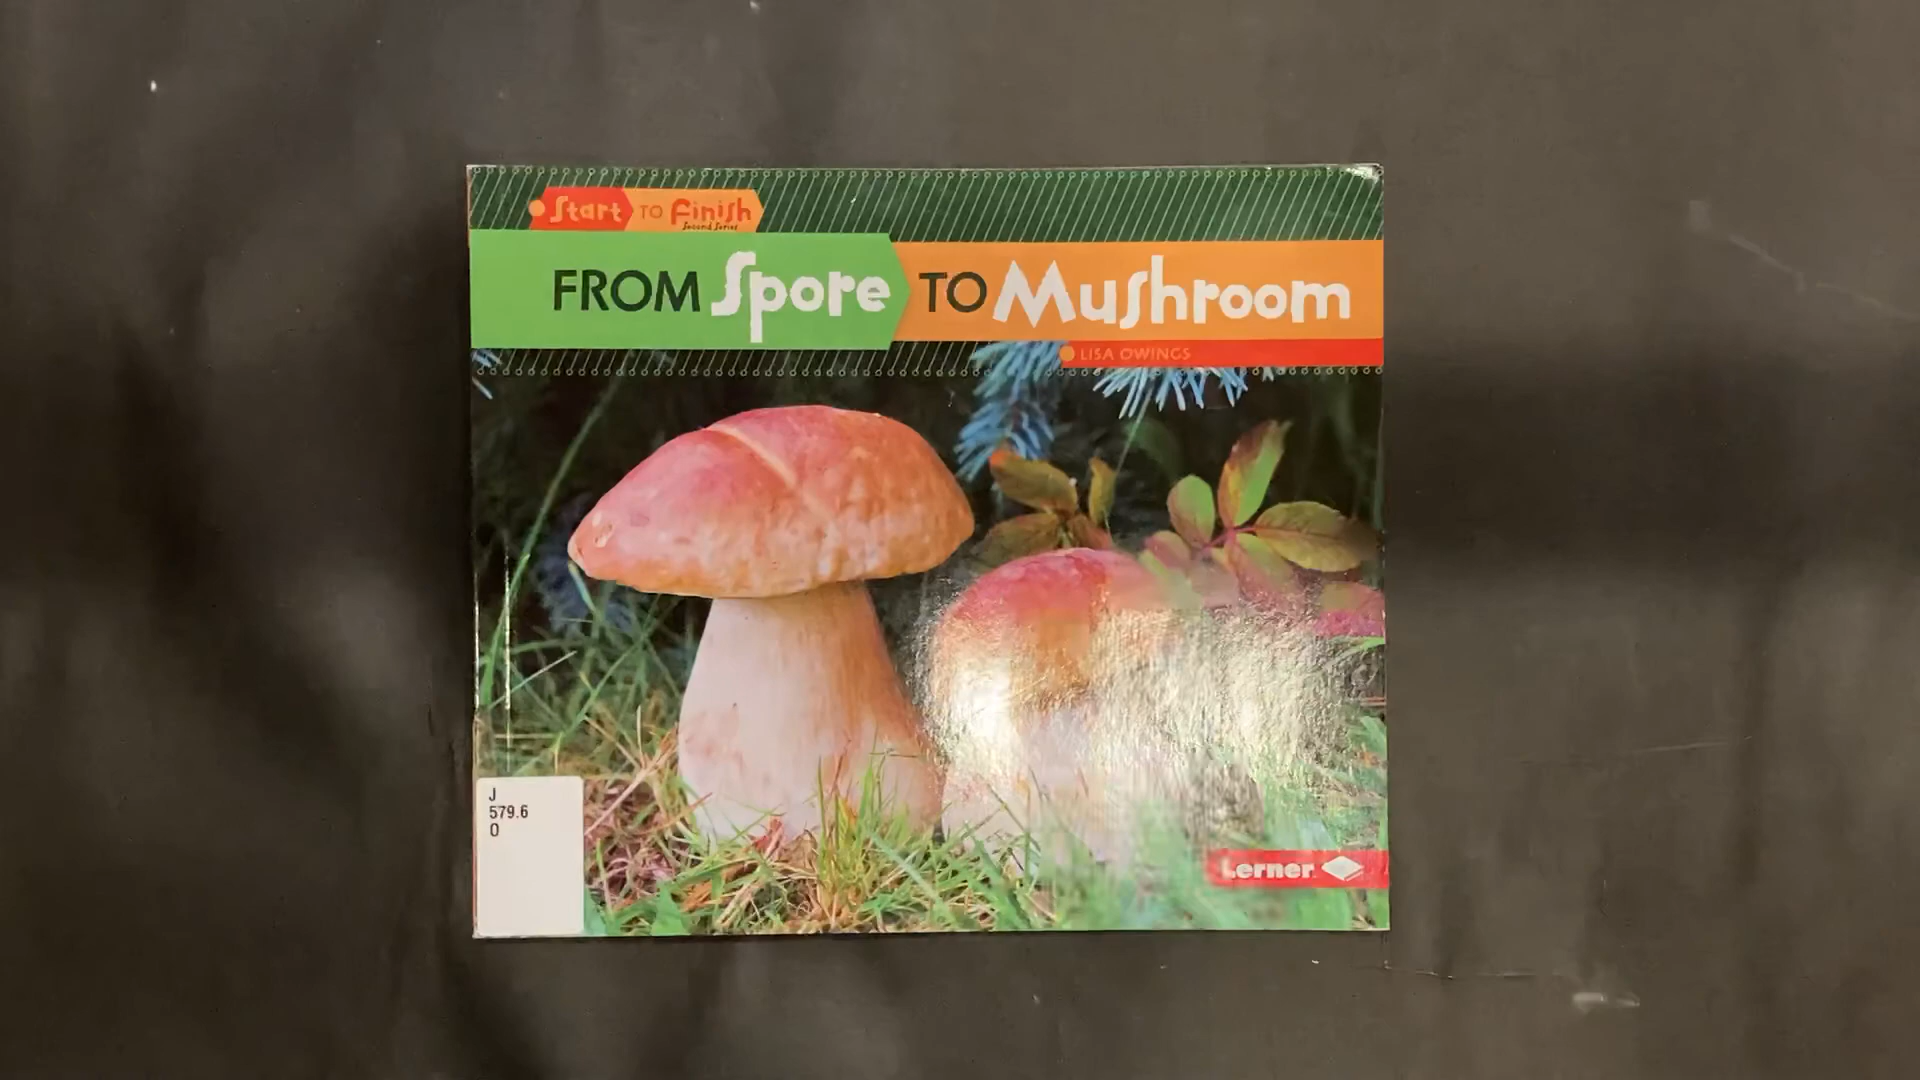 Start TO Finish
Second Series
FROM Spore TO Mushroom
LISA OWINGS
J
579.6
O
Lerner